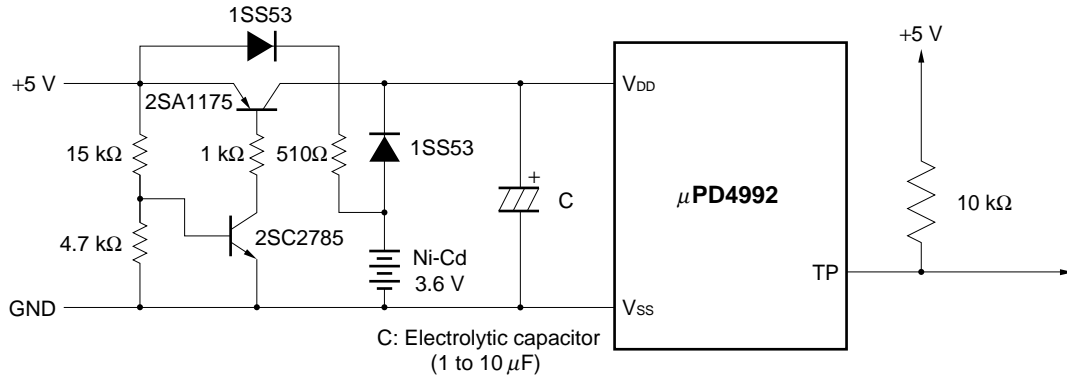 1SS53
+5 V
+5 V
VDD
2SA1175
1SS53
15 kΩ
1 kΩ
510Ω
+
C
μPD4992
10 kΩ
4.7 kΩ
2SC2785
Ni-Cd
3.6 V
TP
GND
VSS
C: Electrolytic capacitor
(1 to 10 μF)